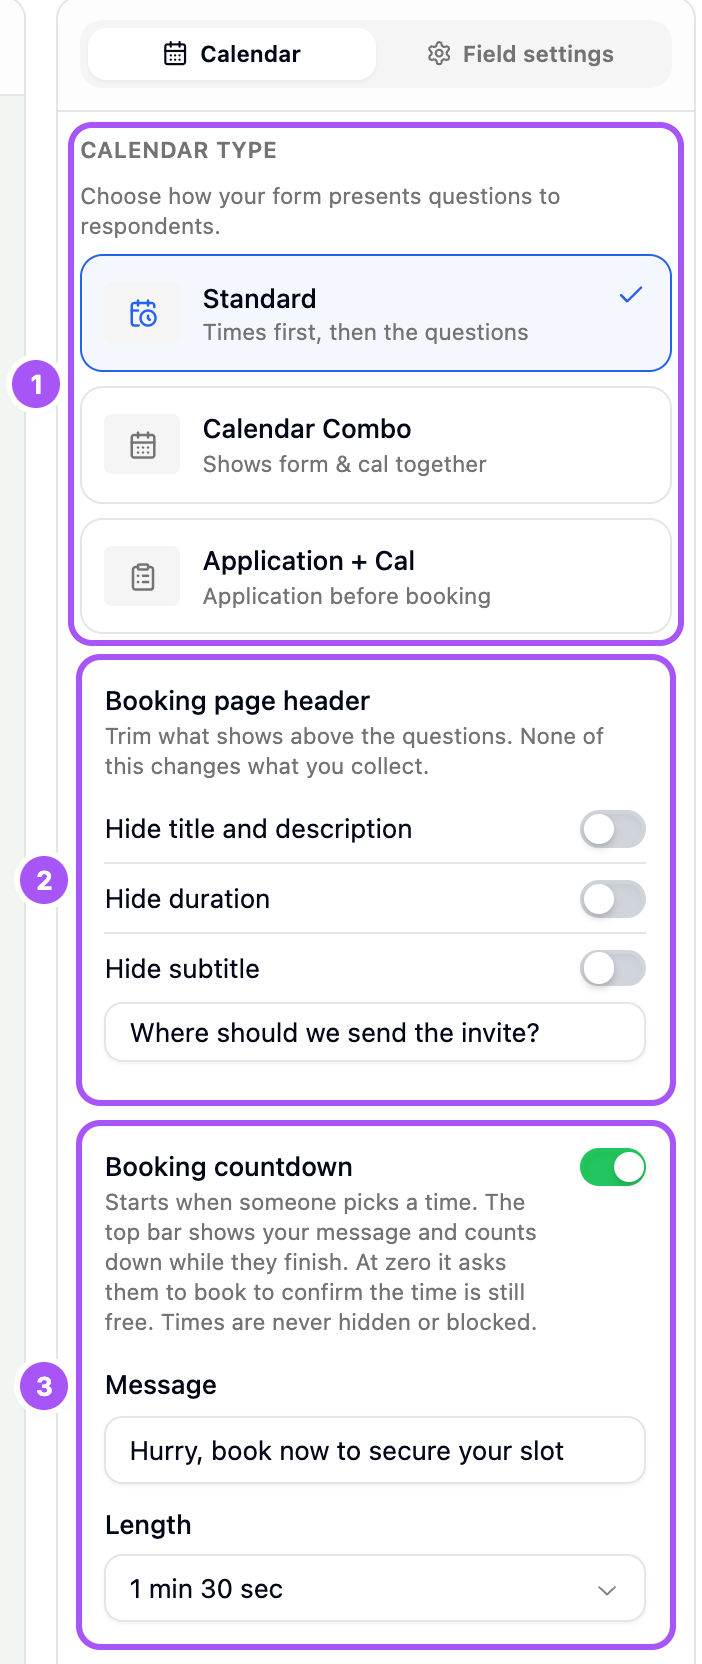 Calendar
Field settings
CALENDAR TYPE
Choose how your form presents questions to
respondents.
Standard
Times first, then the questions
1
Calendar Combo
Shows form & cal together
Application + Cal
Application before booking
Booking page header
Trim what shows above the questions. None of
this changes what you collect.
Hide title and description
2
Hide duration
Hide subtitle
Where should we send the invite?
Booking countdown
Starts when someone picks a time. The
top bar shows your message and counts
down while they finish. At zero it asks
them to book to confirm the time is still
free. Times are never hidden or blocked.
3
Message
Hurry, book now to secure your slot
Length
1 min 30 sec